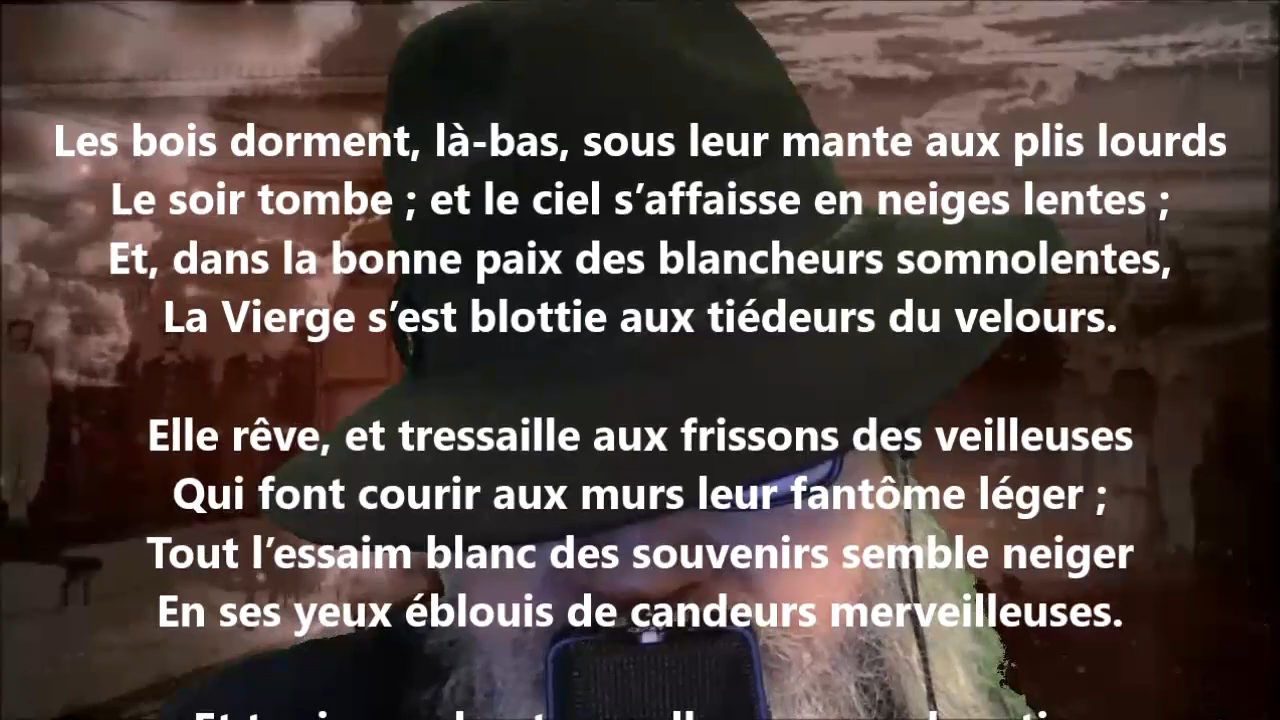 Les bois dorment, là-bas, sous leur mante aux plis lourds
Le soir tombe ; et le ciel s’affaisse en neiges lentes ;
Et, dans la bonne paix des blancheurs somnolentes,
La Vierge s’est blottie aux tiédeurs du velours.
Elle rêve, et tressaille aux frissons des veilleuses
Qui font courir aux murs leur fantôme léger ;
Tout l’essaim blanc des souvenirs semble neiger
En ses yeux éblouis de candeurs merveilleuses.